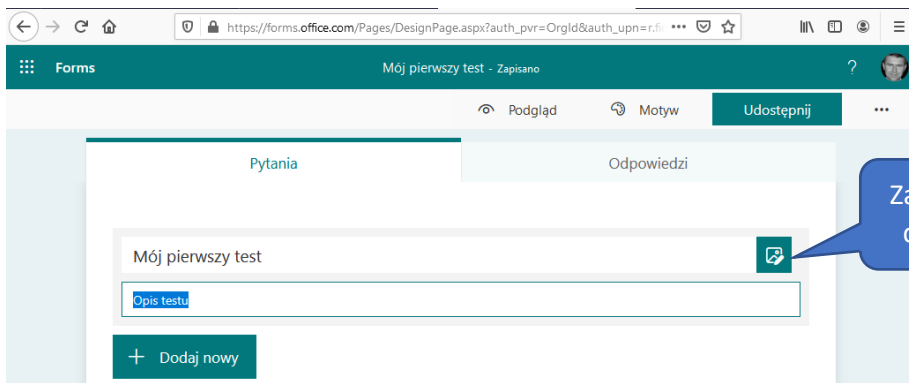 https://forms.office.com/Pages/DesignPage.aspx?auth_pvr=OrgId&auth_upn=r.fi
Forms
Mój pierwszy test - Zapisano
?
Podgląd
Motyw
Udostępnij
Pytania
Odpowiedzi
Mój pierwszy test
Opis testu
+ Dodaj nowy